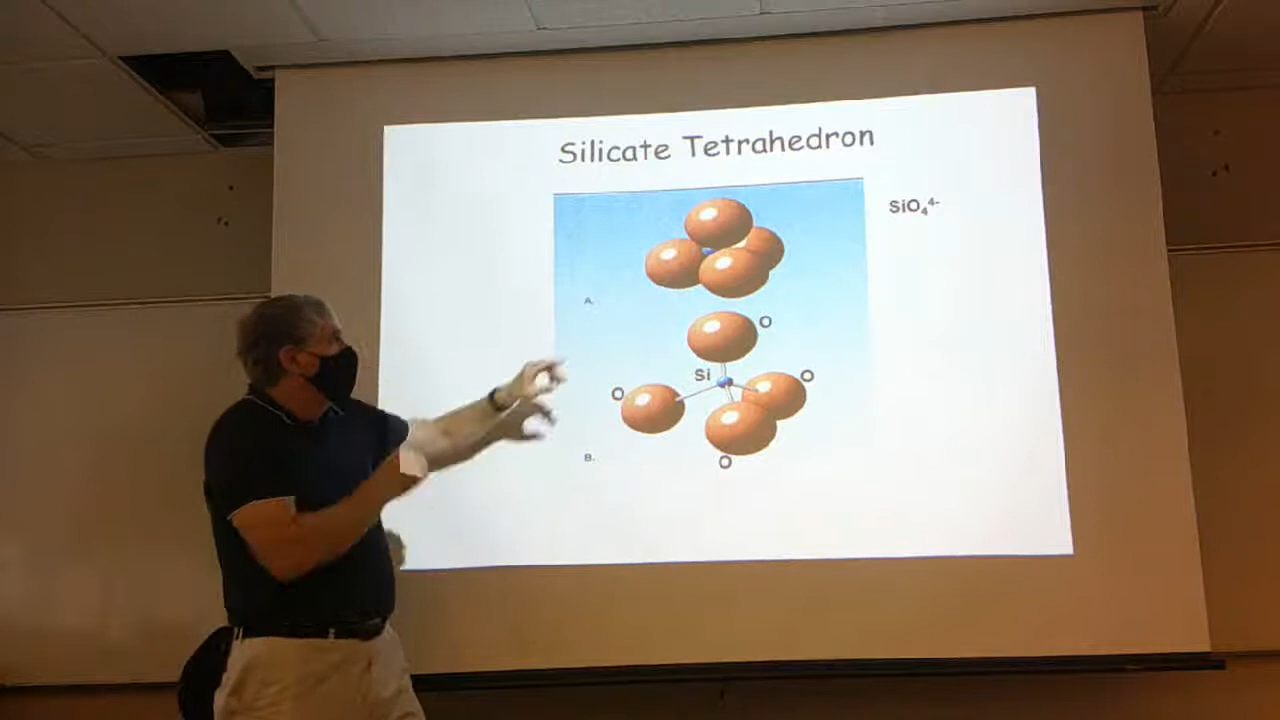 Silicate Tetrahedron
SiO₄⁴⁻
A.
O
Si
O
O
B.
O